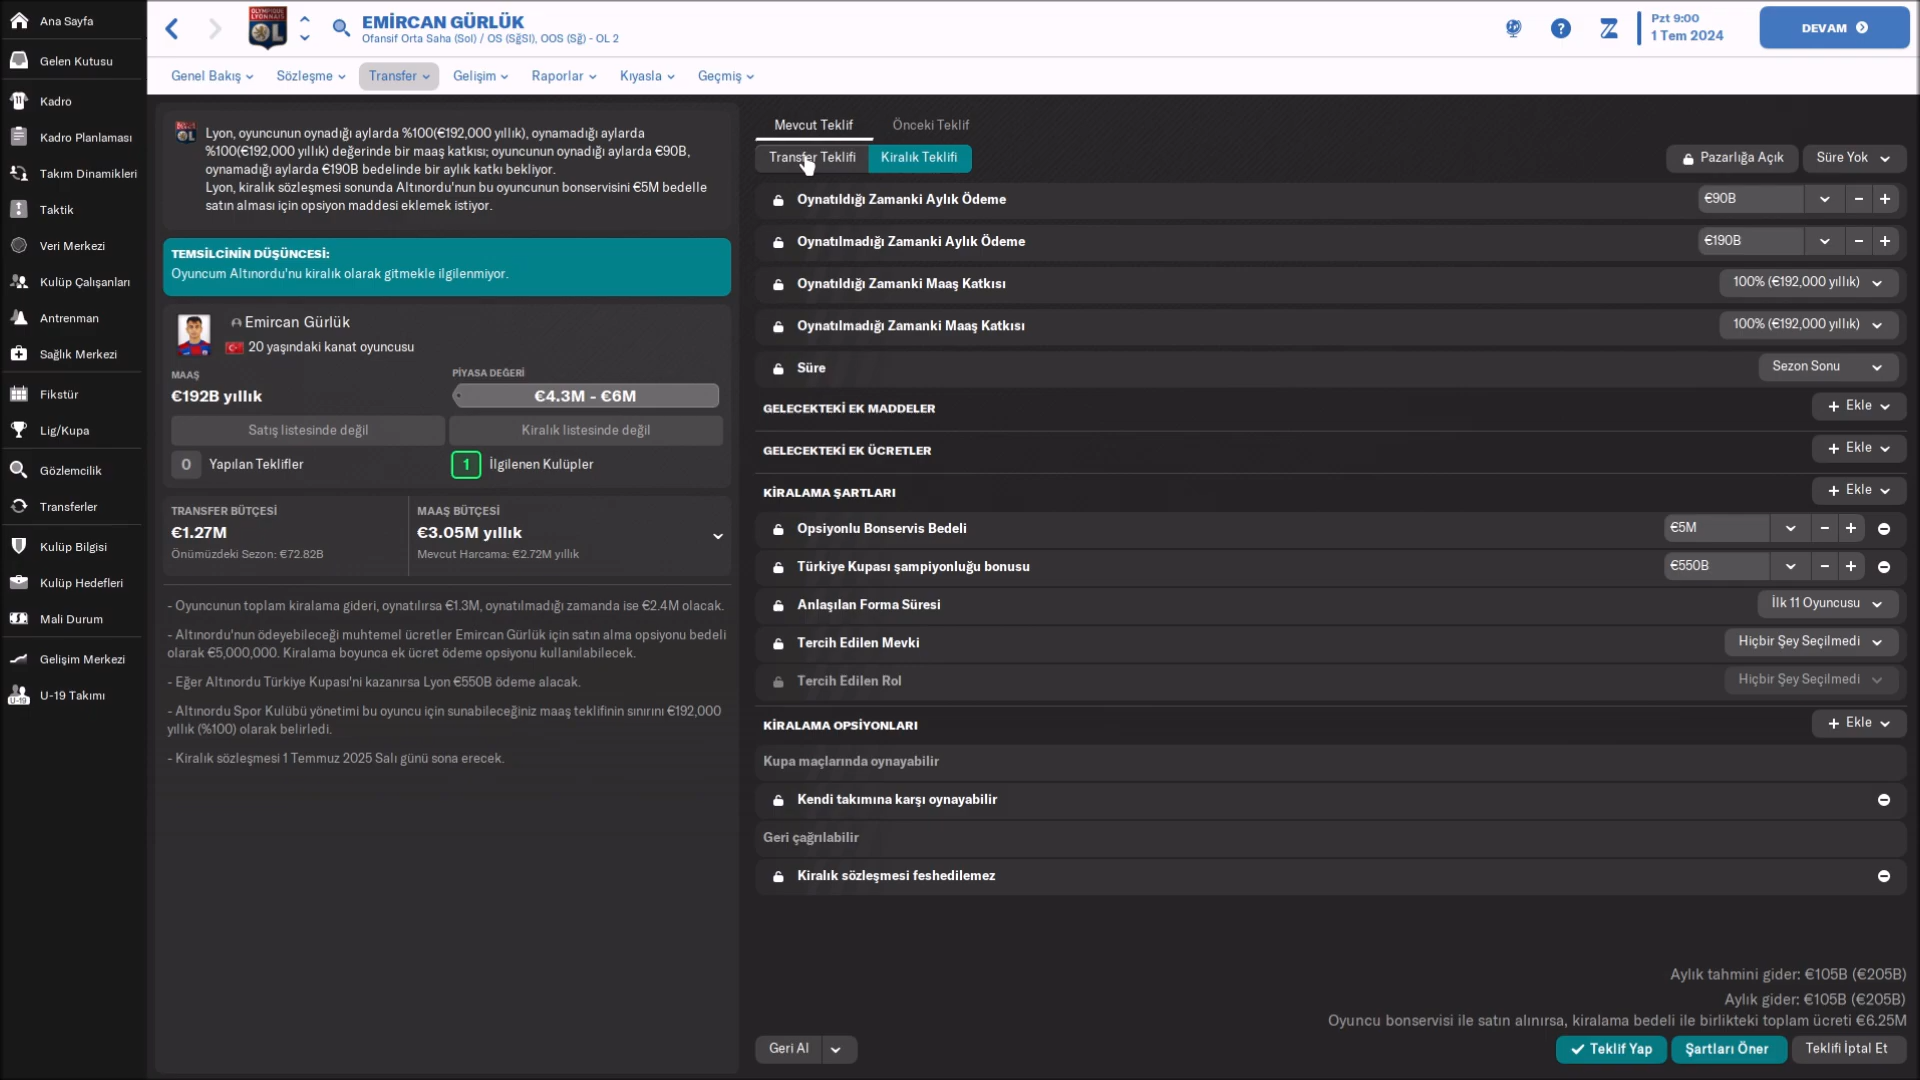 Ana Sayfa
Gelen Kutusu
Kadro
Kadro Planlaması
Takım Dinamikleri
Taktik
Veri Merkezi
Kulüp Çalışanları
Antrenman
Sağlık Merkezi
Fikstür
Lig/Kupa
Gözlemcilik
Transferler
Kulüp Bilgisi
Kulüp Hedefleri
Mali Durum
Gelişim Merkezi
U-19 Takımı
EMİRCAN GÜRLÜK
Ofansif Orta Saha (Sol) / OS (SğSl), OOS (Sğ) - OL 2
Pzt 9:00
1 Tem 2024
DEVAM
Genel Bakış
Sözleşme
Transfer
Gelişim
Raporlar
Kıyasla
Geçmiş
Lyon, oyuncunun oynadığı aylarda %100(€192,000 yıllık), oynamadığı aylarda
%100(€192,000 yıllık) değerinde bir maaş katkısı; oyuncunun oynadığı aylarda €90B,
oynamadığı aylarda €190B bedelinde bir aylık katkı bekliyor.
Lyon, kiralık sözleşmesi sonunda Altınordu'nun bu oyuncunun bonservisini €5M bedelle
satın alması için opsiyon maddesi eklemek istiyor.
TEMSİLCİNİN DÜŞÜNCESİ:
Oyuncum Altınordu'nu kiralık olarak gitmekle ilgilenmiyor.
Emircan Gürlük
20 yaşındaki kanat oyuncusu
MAAŞ
€192B yıllık
PİYASA DEĞERİ
€4.3M - €6M
Satış listesinde değil
Kiralık listesinde değil
0 Yapılan Teklifler
1 İlgilenen Kulüpler
TRANSFER BÜTÇESİ
€1.27M
Önümüzdeki Sezon: €72.82B
MAAŞ BÜTÇESİ
€3.05M yıllık
Mevcut Harcama: €2.72M yıllık
- Oyuncunun toplam kiralama gideri, oynatılırsa €1.3M, oynatılmadığı zamanda ise €2.4M olacak.
- Altınordu'nun ödeyebileceği muhtemel ücretler Emircan Gürlük için satın alma opsiyonu bedeli
olarak €5,000,000. Kiralama boyunca ek ücret ödeme opsiyonu kullanılabilecek.
- Eğer Altınordu Türkiye Kupası'ni kazanırsa Lyon €550B ödeme alacak.
- Altınordu Spor Kulübü yönetimi bu oyuncu için sunabileceğiniz maaş teklifinin sınırını €192,000
yıllık (%100) olarak belirledi.
- Kiralık sözleşmesi 1 Temmuz 2025 Salı günü sona erecek.
Mevcut Teklif
Önceki Teklif
Transfer Teklifi
Kiralık Teklifi
Pazarlığa Açık
Süre Yok
Oynatıldığı Zamanki Aylık Ödeme
€90B
Oynatılmadığı Zamanki Aylık Ödeme
€190B
Oynatıldığı Zamanki Maaş Katkısı
100% (€192,000 yıllık)
Oynatılmadığı Zamanki Maaş Katkısı
100% (€192,000 yıllık)
Süre
Sezon Sonu
GELECEKTEKİ EK MADDELER
+ Ekle
GELECEKTEKİ EK ÜCRETLER
+ Ekle
KİRALAMA ŞARTLARI
+ Ekle
Opsiyonlu Bonservis Bedeli
€5M
Türkiye Kupası şampiyonluğu bonusu
€550B
Anlaşılan Forma Süresi
İlk 11 Oyuncusu
Tercih Edilen Mevki
Hiçbir Şey Seçilmedi
Tercih Edilen Rol
Hiçbir Şey Seçilmedi
KİRALAMA OPSİYONLARI
+ Ekle
Kupa maçlarında oynayabilir
Kendi takımına karşı oynayabilir
Geri çağrılabilir
Kiralık sözleşmesi feshedilemez
Aylık tahmini gider: €105B (€205B)
Aylık gider: €105B (€205B)
Oyuncu bonservisi ile satın alınırsa, kiralama bedeli ile birlikteki toplam ücreti €6.25M
Geri Al
Teklif Yap
Şartları Öner
Teklifi İptal Et